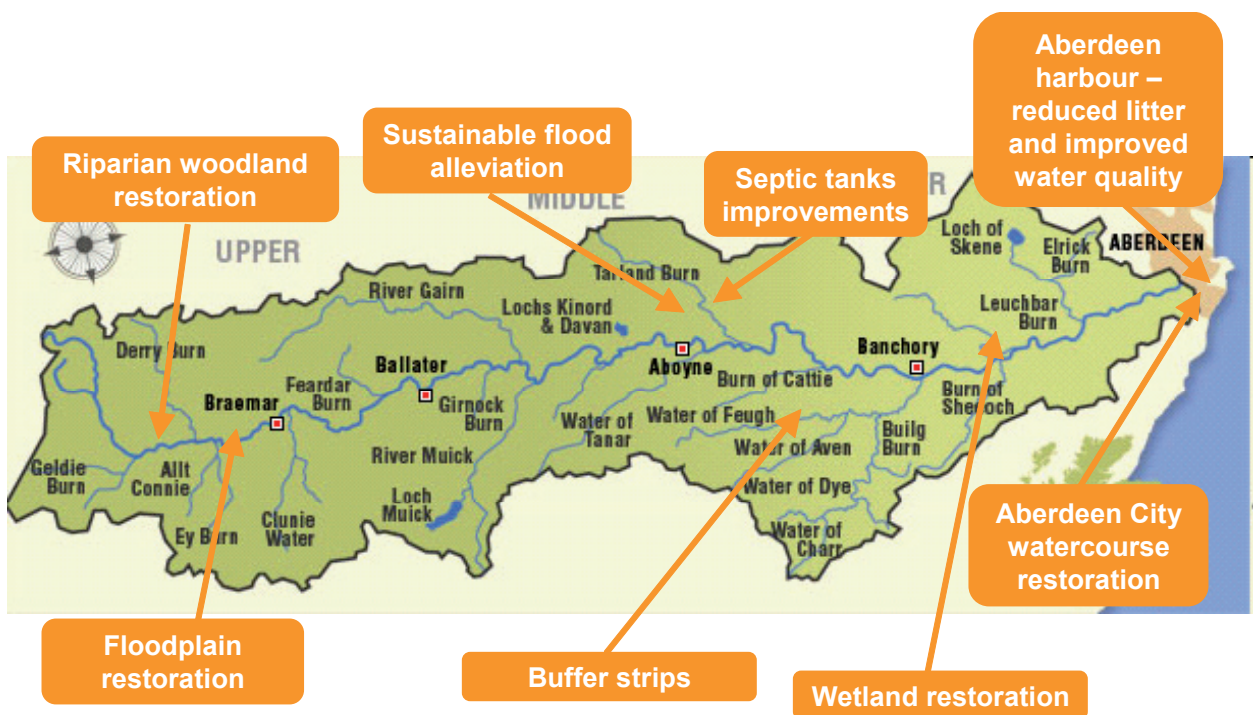 Aberdeen
harbour –
reduced litter
and improved
water quality
Sustainable flood
alleviation
Riparian woodland
restoration
Septic tanks
improvements
MIDDLE
UPPER
ER
Loch of
Skene
Elrick
Burn
ABERDEEN
Tarland Burn
River Gairn
Lochs Kinord
& Davan
Leuchbar
Burn
Derry Burn
Ballater
Aboyne
Banchory
Feardar
Burn
Braemar
Girnock
Burn
Burn of Cattie
Burn of
Sheooch
Water of
Tanar
Water of Feugh
Builg
Burn
Water of Aven
River Muick
Geldie
Burn
Allt
Connie
Loch
Muick
Water of Dye
Ey Burn
Clunie
Water
Water of
Charr
Aberdeen City
watercourse
restoration
Floodplain
restoration
Buffer strips
Wetland restoration